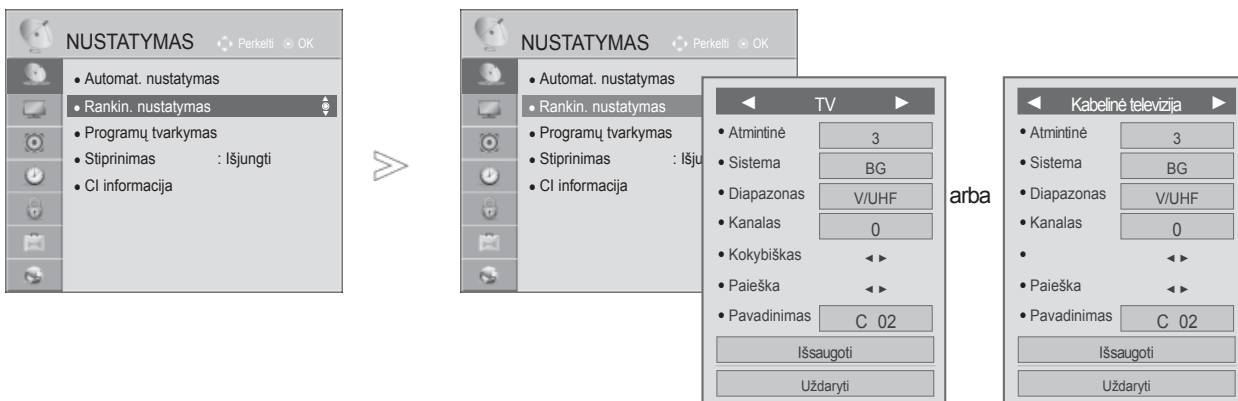 NUSTATYMAS Perkelti OK
• Automat. nustatymas
• Rankin. nustatymas
• Programų tvarkymas
• Stiprinimas : Išjungti
• CI informacija
NUSTATYMAS Perkelti OK
• Automat. nustatymas
• Rankin. nustatymas
• Programų tvarkymas
• Stiprinimas : Išju
• CI informacija
◄ TV ►
• Atmintinė 3
• Sistema BG
• Diapazonas V/UHF
• Kanalas 0
• Kokybiškas ◄ ►
• Paieška ◄ ►
• Pavadinimas C 02
Išsaugoti
Uždaryti
arba
◄ Kabelinė televizija ►
• Atmintinė 3
• Sistema BG
• Diapazonas V/UHF
• Kanalas 0
• ◄ ►
• Paieška ◄ ►
• Pavadinimas C 02
Išsaugoti
Uždaryti